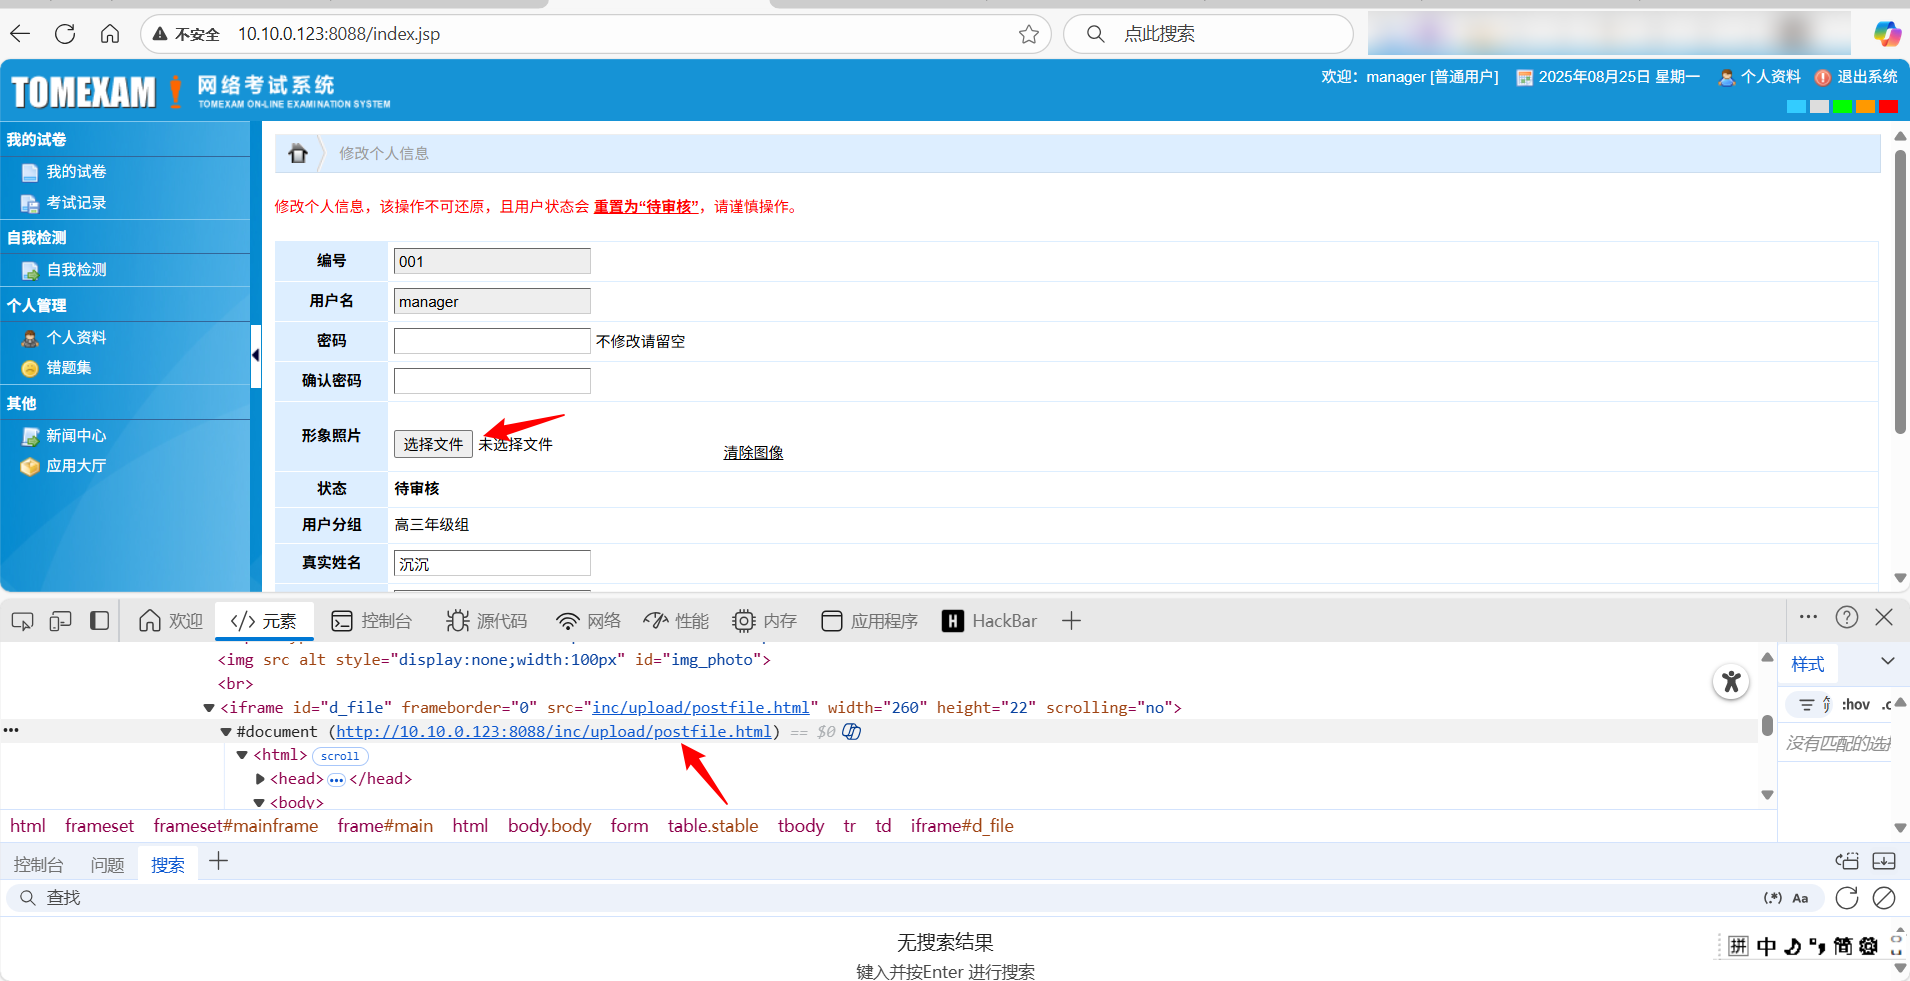 不安全 10.10.0.123:8088/index.jsp 点此搜索
TOMEXAM 网络考试系统
TOMEXAM ON-LINE EXAMINATION SYSTEM
欢迎：manager [普通用户] 2025年08月25日 星期一 个人资料 退出系统
我的试卷
我的试卷
考试记录
自我检测
自我检测
个人管理
个人资料
错题集
其他
新闻中心
应用大厅
修改个人信息
修改个人信息，该操作不可还原，且用户状态会 重置为“待审核”，请谨慎操作。
编号 001
用户名 manager
密码 不修改请留空
确认密码
形象照片 选择文件 未选择文件 清除图像
状态 待审核
用户分组 高三年级组
真实姓名 沉沉
欢迎 </> 元素 控制台 源代码 网络 性能 内存 应用程序 H HackBar
<img src alt style="display:none;width:100px" id="img_photo">
<br>
<iframe id="d_file" frameborder="0" src="inc/upload/postfile.html" width="260" height="22" scrolling="no">
#document (http://10.10.0.123:8088/inc/upload/postfile.html) == $0
<html> scroll
<head> </head>
<body>
样式
:hov .c
没有匹配的选
html frameset frameset#mainframe frame#main html body.body form table.stable tbody tr td iframe#d_file
控制台 问题 搜索
查找 (.*) Aa
无搜索结果
键入并按Enter 进行搜索
拼 中 简